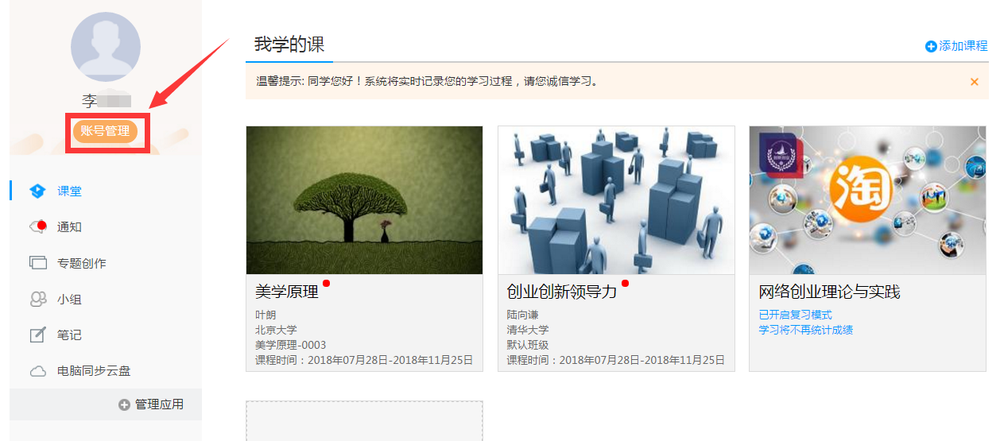 李
账号管理
课堂
通知
专题创作
小组
笔记
电脑同步云盘
管理应用
我学的课
添加课程
温馨提示: 同学您好！系统将实时记录您的学习过程，请您诚信学习。
美学原理
叶朗
北京大学
美学原理-0003
课程时间：2018年07月28日-2018年11月25日
创业创新领导力
陆向谦
清华大学
默认班级
课程时间：2018年07月28日-2018年11月25日
淘
网络创业理论与实践
已开启复习模式
学习将不再统计成绩